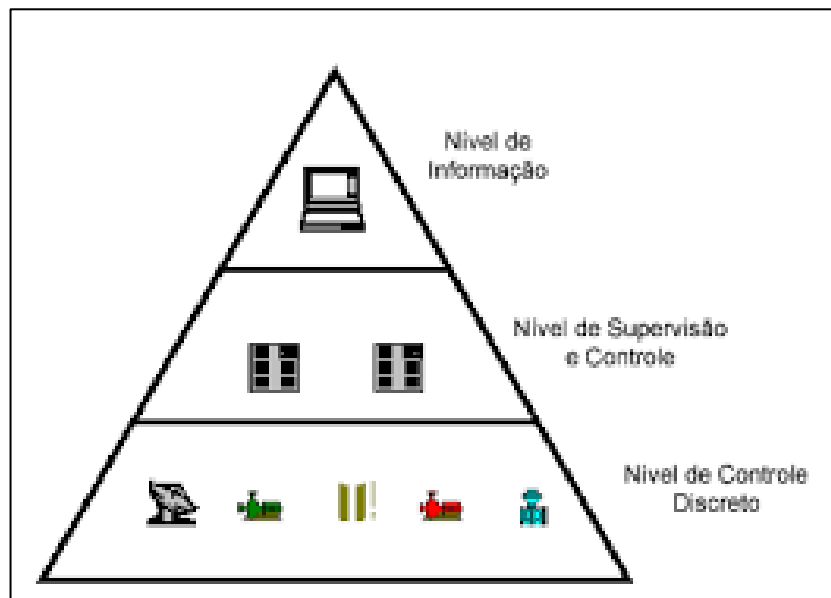 Nível de
Informação
Nível de Supervisão
e Controle
Nível de Controle
Discreto